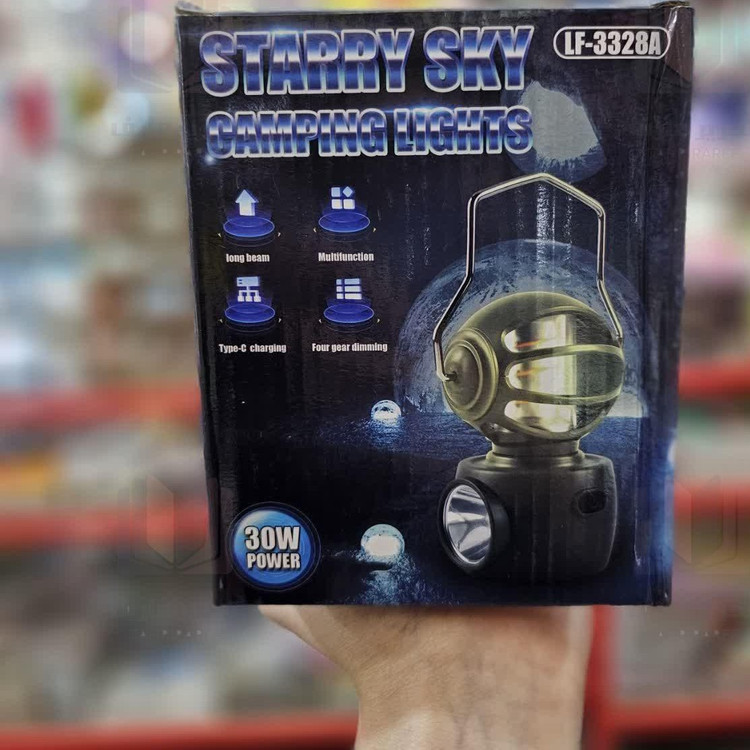 STARRY SKY
LF-3328A
CAMPING LIGHTS
long beam
Multifunction
Type-C charging
Four gear dimming
30W
POWER